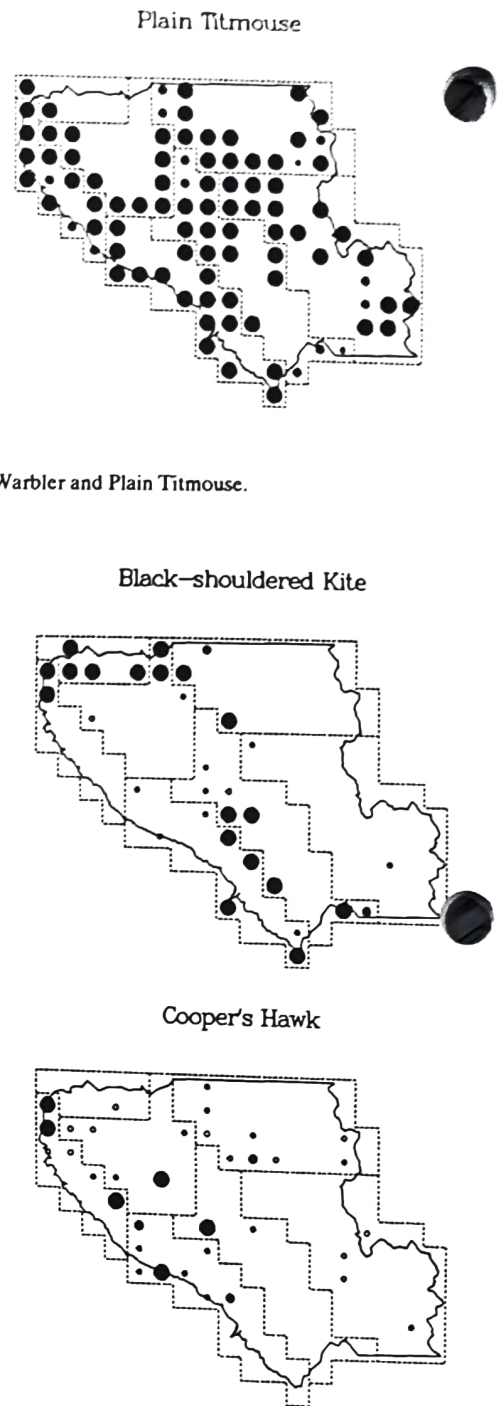 Plain Titmouse
Warbler and Plain Titmouse.
Black-shouldered Kite
Cooper's Hawk